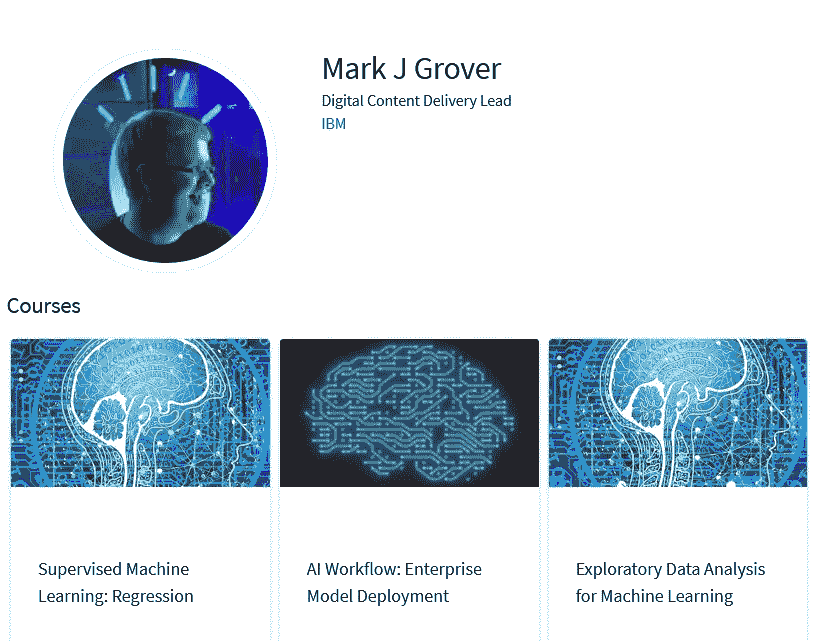 Mark J Grover
Digital Content Delivery Lead
IBM
Courses
Supervised Machine
Learning: Regression
AI Workflow: Enterprise
Model Deployment
Exploratory Data Analysis
for Machine Learning